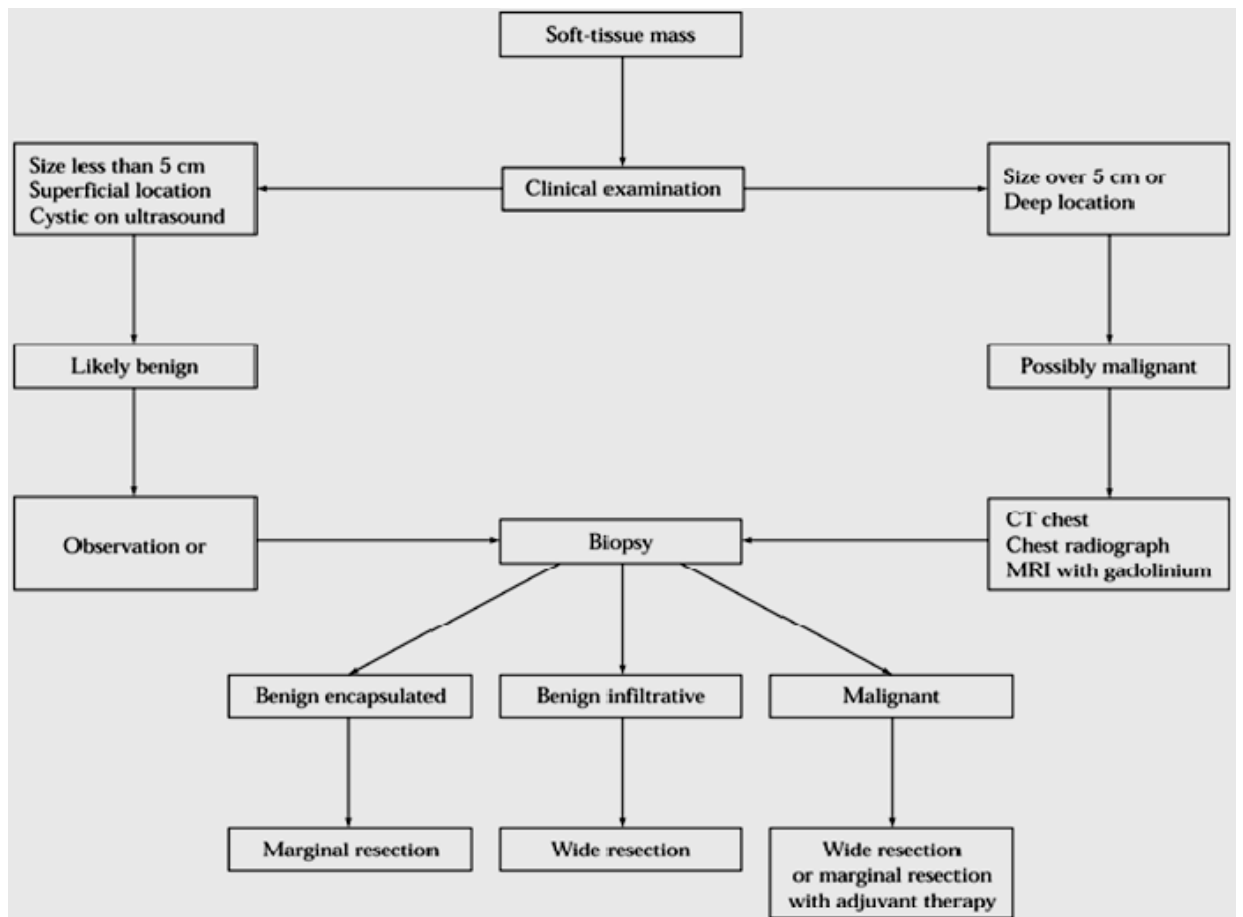 Soft-tissue mass
Size less than 5 cm
Superficial location
Cystic on ultrasound
Clinical examination
Size over 5 cm or
Deep location
Likely benign
Possibly malignant
Observation or
Biopsy
CT chest
Chest radiograph
MRI with gadolinium
Benign encapsulated
Benign infiltrative
Malignant
Marginal resection
Wide resection
Wide resection
or marginal resection
with adjuvant therapy